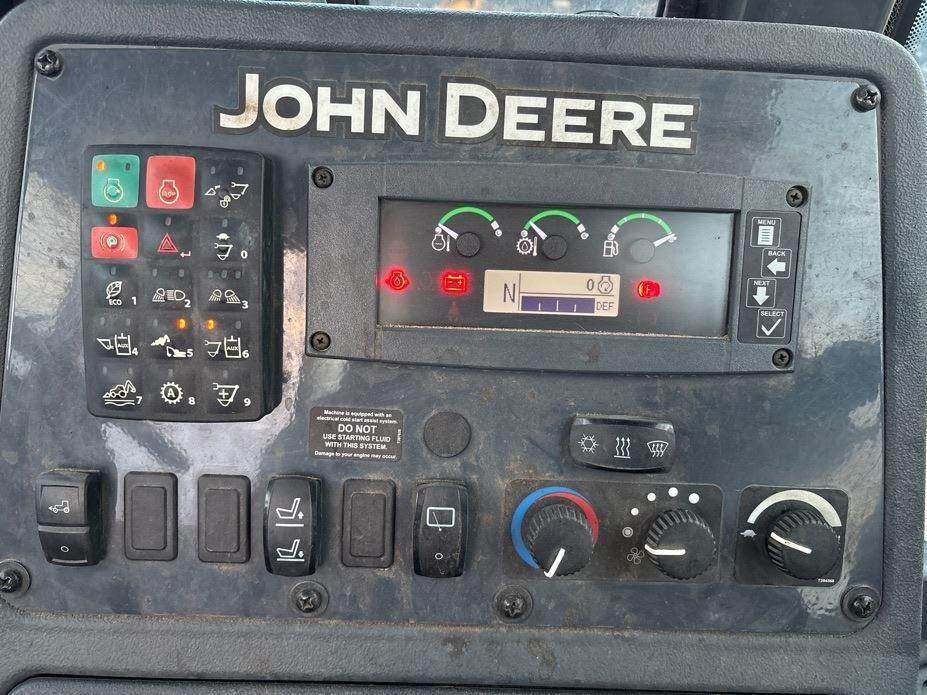 JOHN DEERE
MENU
BACK
NEXT
SELECT
N
0
DEF
0
ECO 1
2
3
4
AUX
5
AUX 6
7
A 8
9
Machine is equipped with an
electrical cold start assist system.
DO NOT
USE STARTING FLUID
WITH THIS SYSTEM.
Damage to your engine may occur.